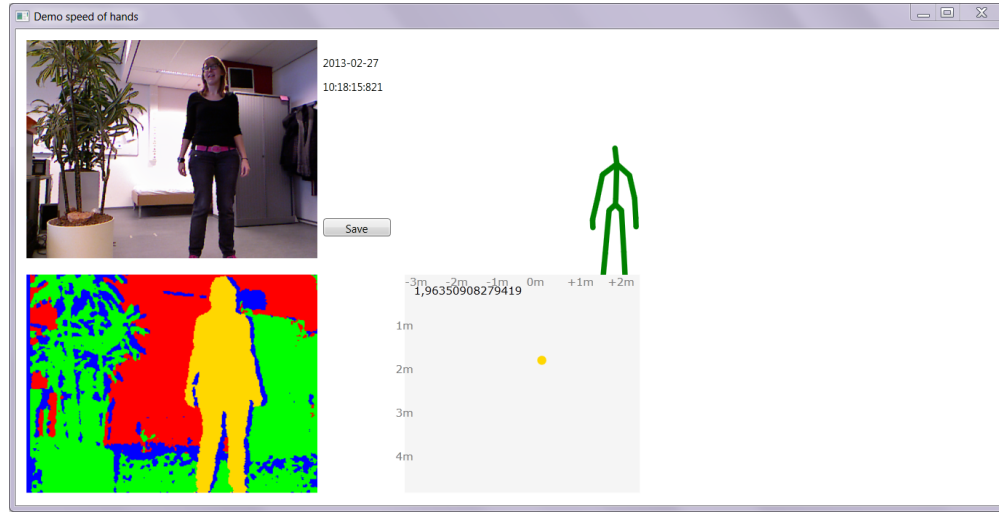 Demo speed of hands
2013-02-27
10:18:15:821
Save
-3m -2m -1m 0m +1m +2m
1,96350908279419
1m
2m
3m
4m